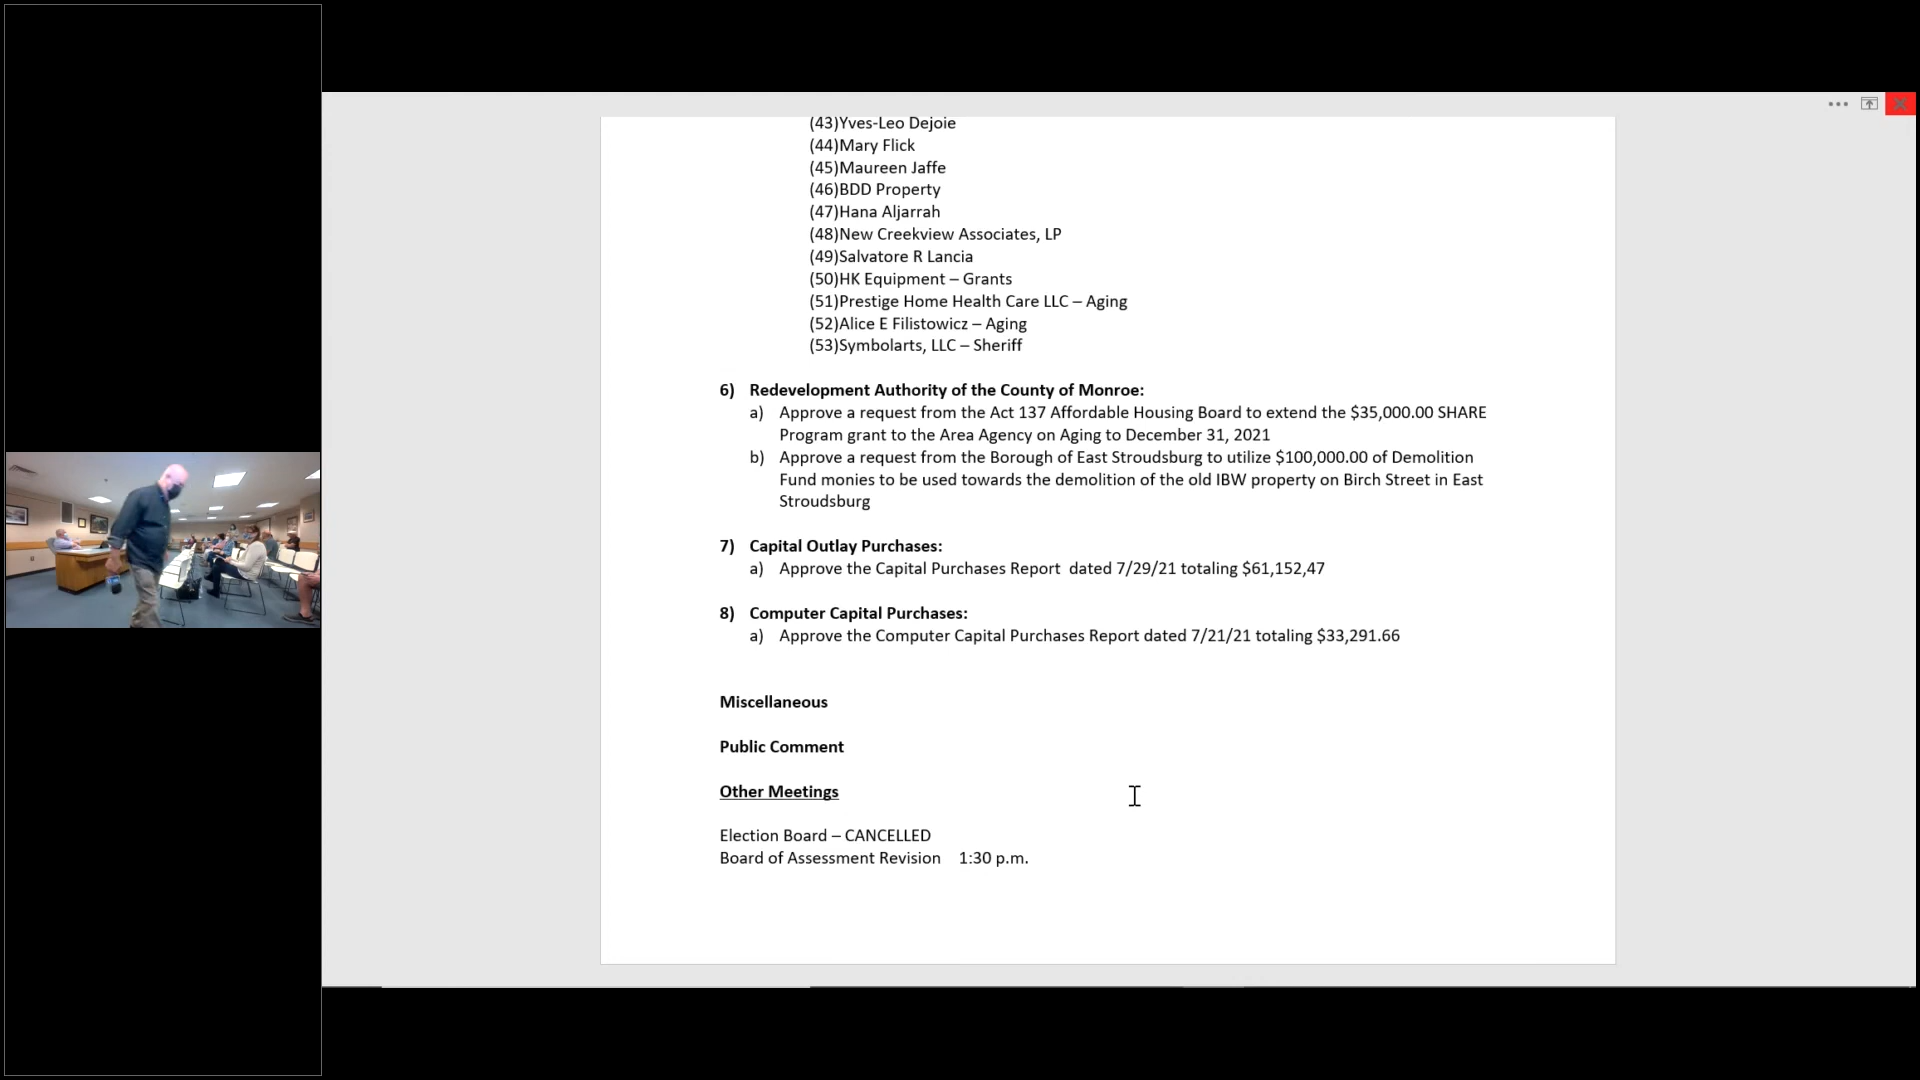 (43)Yves-Leo Dejoie
(44)Mary Flick
(45)Maureen Jaffe
(46)BDD Property
(47)Hana Aljarrah
(48)New Creekview Associates, LP
(49)Salvatore R Lancia
(50)HK Equipment – Grants
(51)Prestige Home Health Care LLC – Aging
(52)Alice E Filistowicz – Aging
(53)Symbolarts, LLC – Sheriff
6) Redevelopment Authority of the County of Monroe:
a) Approve a request from the Act 137 Affordable Housing Board to extend the $35,000.00 SHARE
Program grant to the Area Agency on Aging to December 31, 2021
b) Approve a request from the Borough of East Stroudsburg to utilize $100,000.00 of Demolition
Fund monies to be used towards the demolition of the old IBW property on Birch Street in East
Stroudsburg
7) Capital Outlay Purchases:
a) Approve the Capital Purchases Report dated 7/29/21 totaling $61,152,47
8) Computer Capital Purchases:
a) Approve the Computer Capital Purchases Report dated 7/21/21 totaling $33,291.66
Miscellaneous
Public Comment
Other Meetings
Election Board – CANCELLED
Board of Assessment Revision 1:30 p.m.